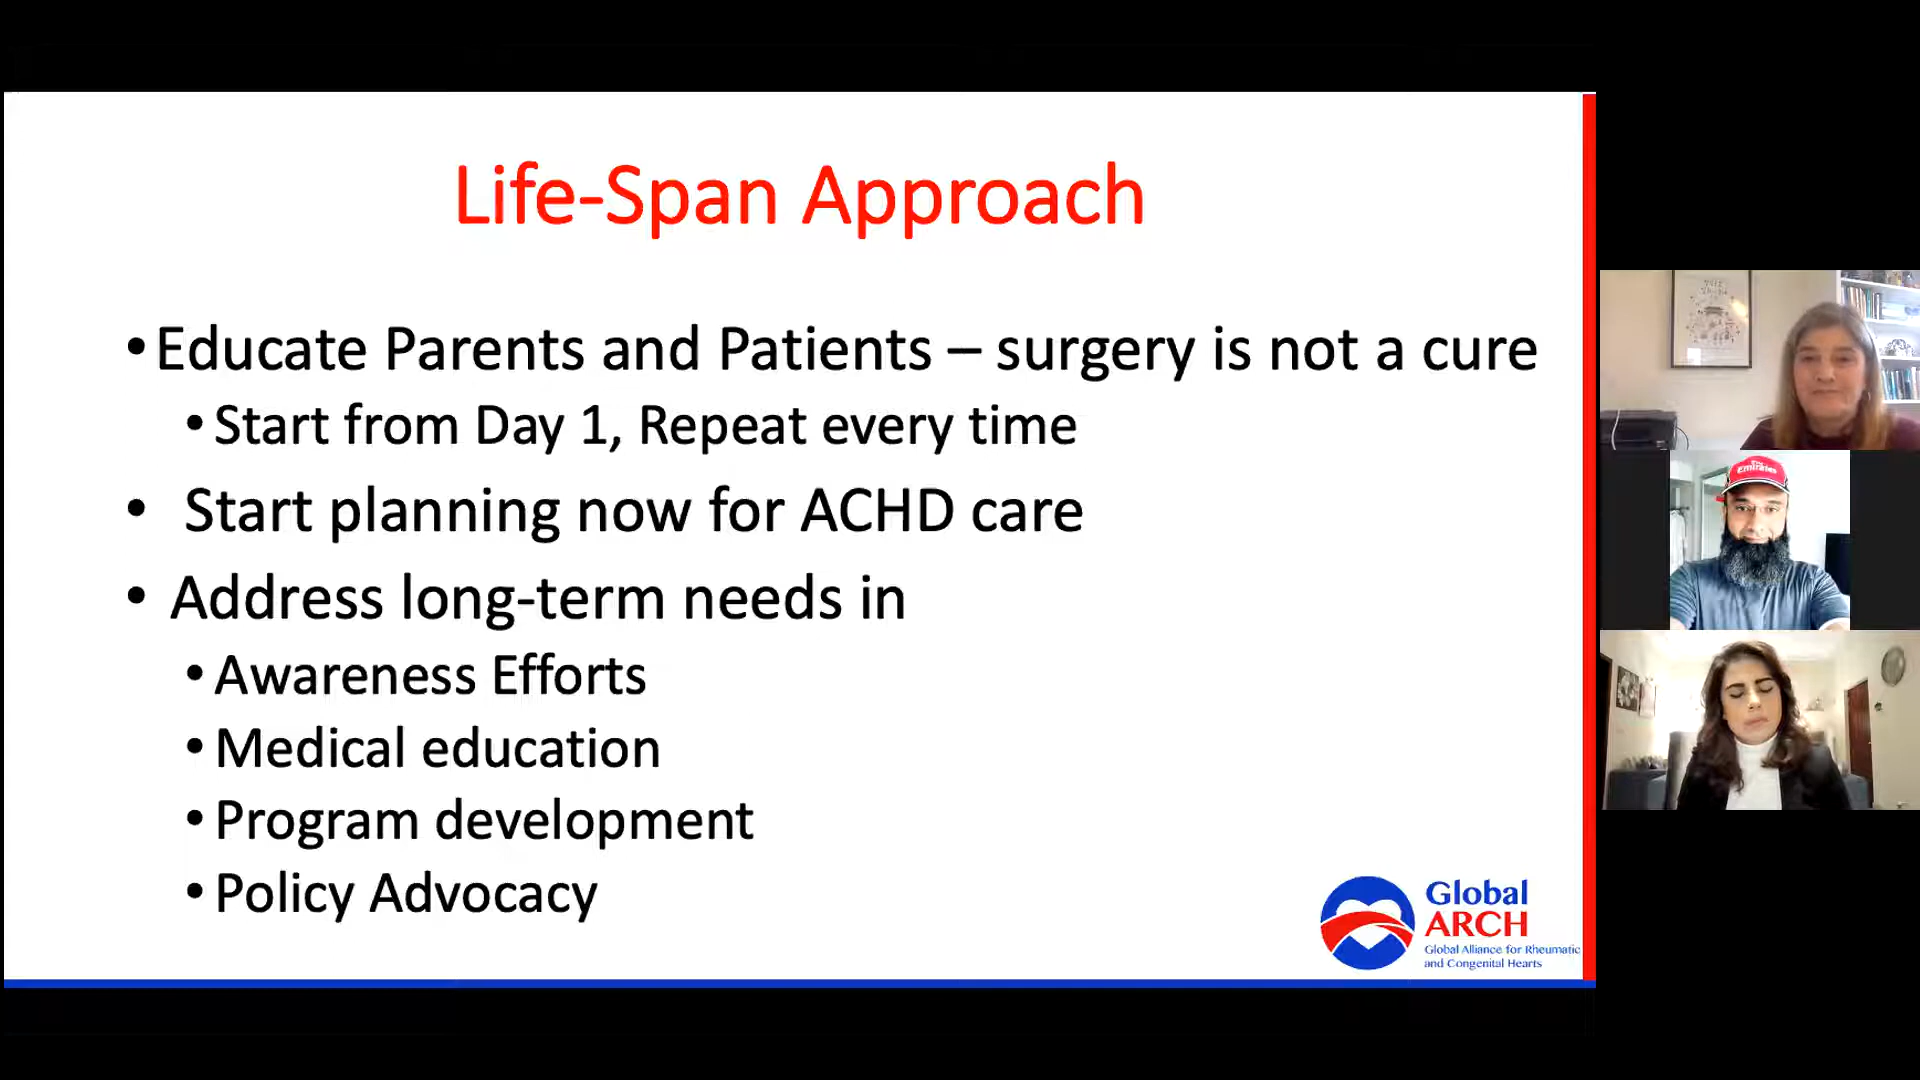 Life-Span Approach
• Educate Parents and Patients – surgery is not a cure
• Start from Day 1, Repeat every time
• Start planning now for ACHD care
• Address long-term needs in
• Awareness Efforts
• Medical education
• Program development
• Policy Advocacy
Global
ARCH
Global Alliance for Rheumatic
and Congenital Hearts
Emirates